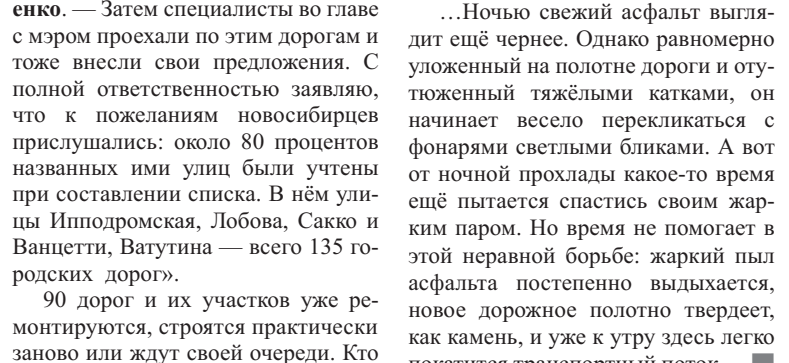 енко. — Затем специалисты во главе
с мэром проехали по этим дорогам и
тоже внесли свои предложения. С
полной ответственностью заявляю,
что к пожеланиям новосибирцев
прислушались: около 80 процентов
названных ими улиц были учтены
при составлении списка. В нём ули-
цы Ипподромская, Лобова, Сакко и
Ванцетти, Ватутина — всего 135 го-
родских дорог».
90 дорог и их участков уже ре-
монтируются, строятся практически
заново или ждут своей очереди. Кто
…Ночью свежий асфальт выгля-
дит ещё чернее. Однако равномерно
уложенный на полотне дороги и оту-
тюженный тяжёлыми катками, он
начинает весело перекликаться с
фонарями светлыми бликами. А вот
от ночной прохлады какое-то время
ещё пытается спастись своим жар-
ким паром. Но время не помогает в
этой неравной борьбе: жаркий пыл
асфальта постепенно выдыхается,
новое дорожное полотно твердеет,
как камень, и уже к утру здесь легко
покатится транспортный поток.